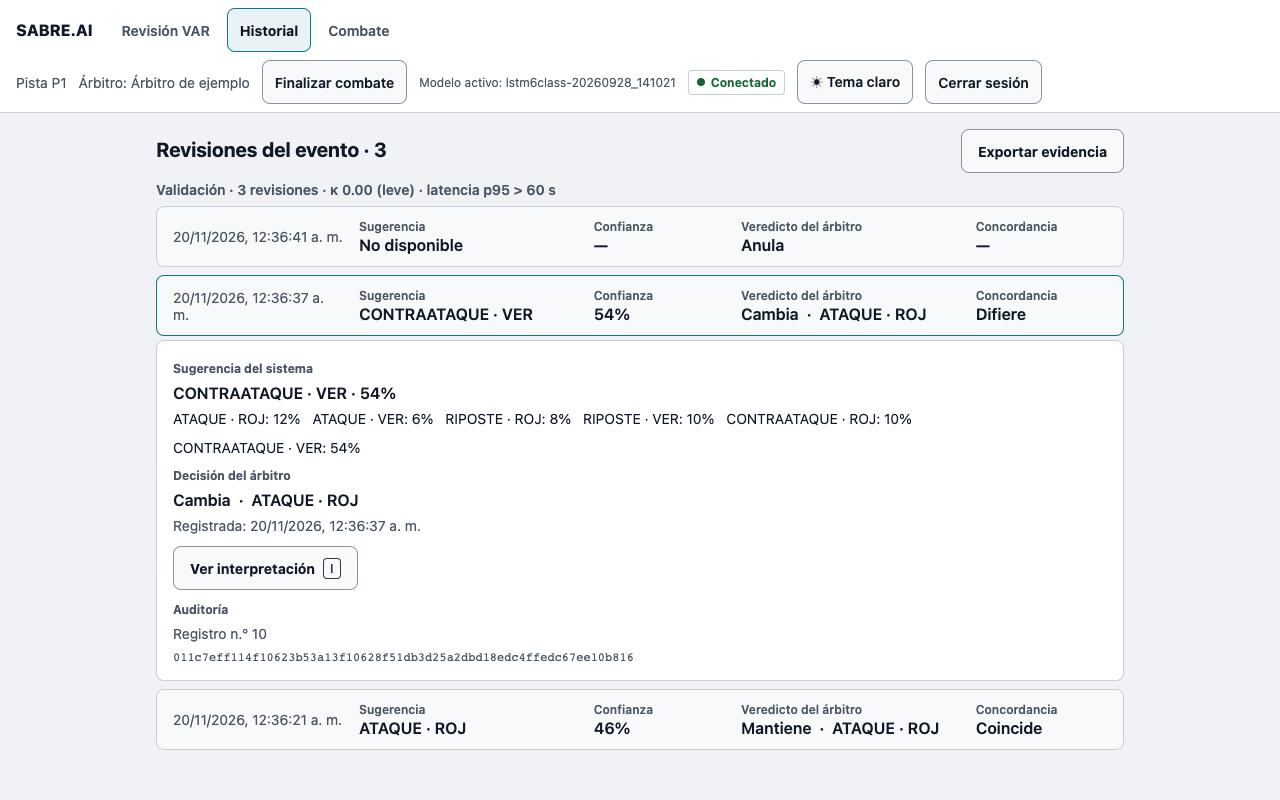 SABRE.AI Revisión VAR Historial Combate
Pista P1 Árbitro: Árbitro de ejemplo Finalizar combate Modelo activo: lstm6class-20260928_141021 Conectado Tema claro Cerrar sesión
Revisiones del evento · 3 Exportar evidencia
Validación · 3 revisiones · κ 0.00 (leve) · latencia p95 > 60 s
20/11/2026, 12:36:41 a. m.
Sugerencia Confianza Veredicto del árbitro Concordancia
No disponible — Anula —
20/11/2026, 12:36:37 a. m.
Sugerencia Confianza Veredicto del árbitro Concordancia
CONTRAATAQUE · VER 54% Cambia · ATAQUE · ROJ Difiere
Sugerencia del sistema
CONTRAATAQUE · VER · 54%
ATAQUE · ROJ: 12% ATAQUE · VER: 6% RIPOSTE · ROJ: 8% RIPOSTE · VER: 10% CONTRAATAQUE · ROJ: 10%
CONTRAATAQUE · VER: 54%
Decisión del árbitro
Cambia · ATAQUE · ROJ
Registrada: 20/11/2026, 12:36:37 a. m.
Ver interpretación I
Auditoría
Registro n.° 10
011c7eff114f10623b53a13f10628f51db3d25a2dbd18edc4ffedc67ee10b816
20/11/2026, 12:36:21 a. m.
Sugerencia Confianza Veredicto del árbitro Concordancia
ATAQUE · ROJ 46% Mantiene · ATAQUE · ROJ Coincide